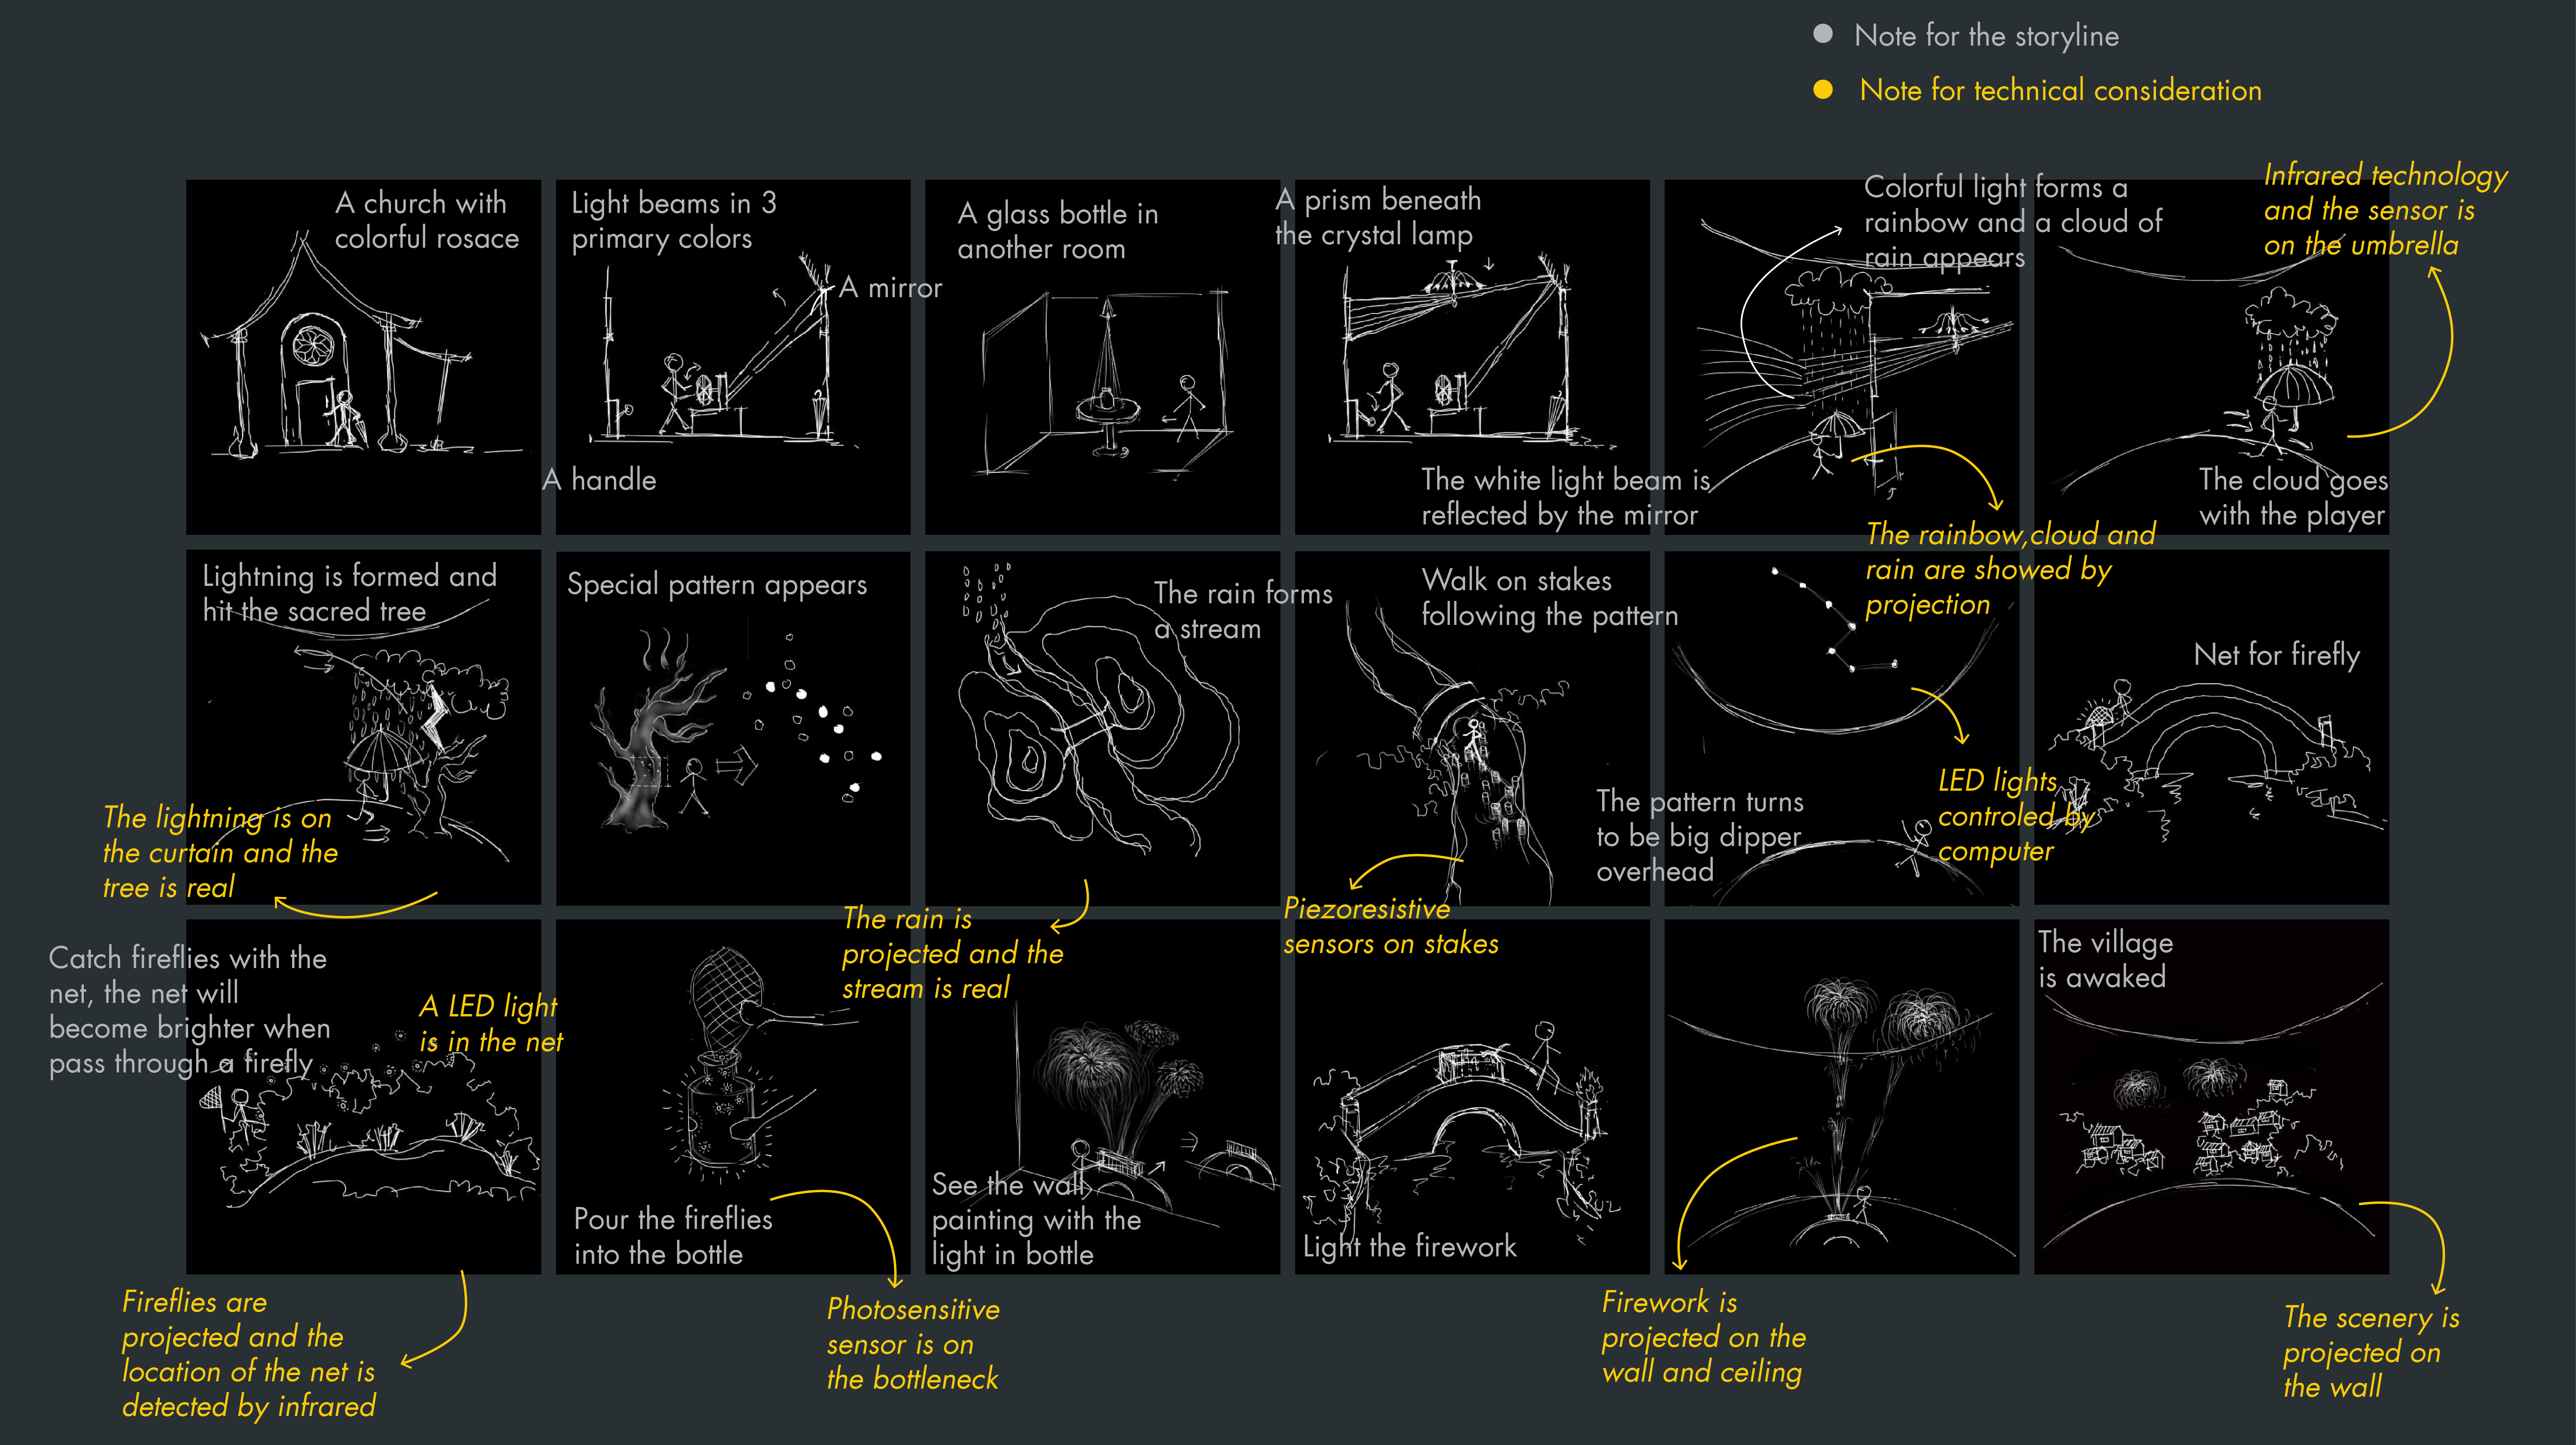 Note for the storyline
Note for technical consideration
A church with
colorful rosace
Light beams in 3
primary colors
A mirror
A handle
A glass bottle in
another room
A prism beneath
the crystal lamp
The white light beam is
reflected by the mirror
Colorful light forms a
rainbow and a cloud of
rain appears
The rainbow,cloud and
rain are showed by
projection
Infrared technology
and the sensor is
on the umbrella
The cloud goes
with the player
Lightning is formed and
hit the sacred tree
The lightning is on
the curtain and the
tree is real
Special pattern appears
The rain forms
a stream
The rain is
projected and the
stream is real
Walk on stakes
following the pattern
Piezoresistive
sensors on stakes
The pattern turns
to be big dipper
overhead
LED lights
controled by
computer
Net for firefly
Catch fireflies with the
net, the net will
become brighter when
pass through a firefly
A LED light
is in the net
Fireflies are
projected and the
location of the net is
detected by infrared
Pour the fireflies
into the bottle
Photosensitive
sensor is on
the bottleneck
See the wall
painting with the
light in bottle
Light the firework
Firework is
projected on the
wall and ceiling
The village
is awaked
The scenery is
projected on
the wall